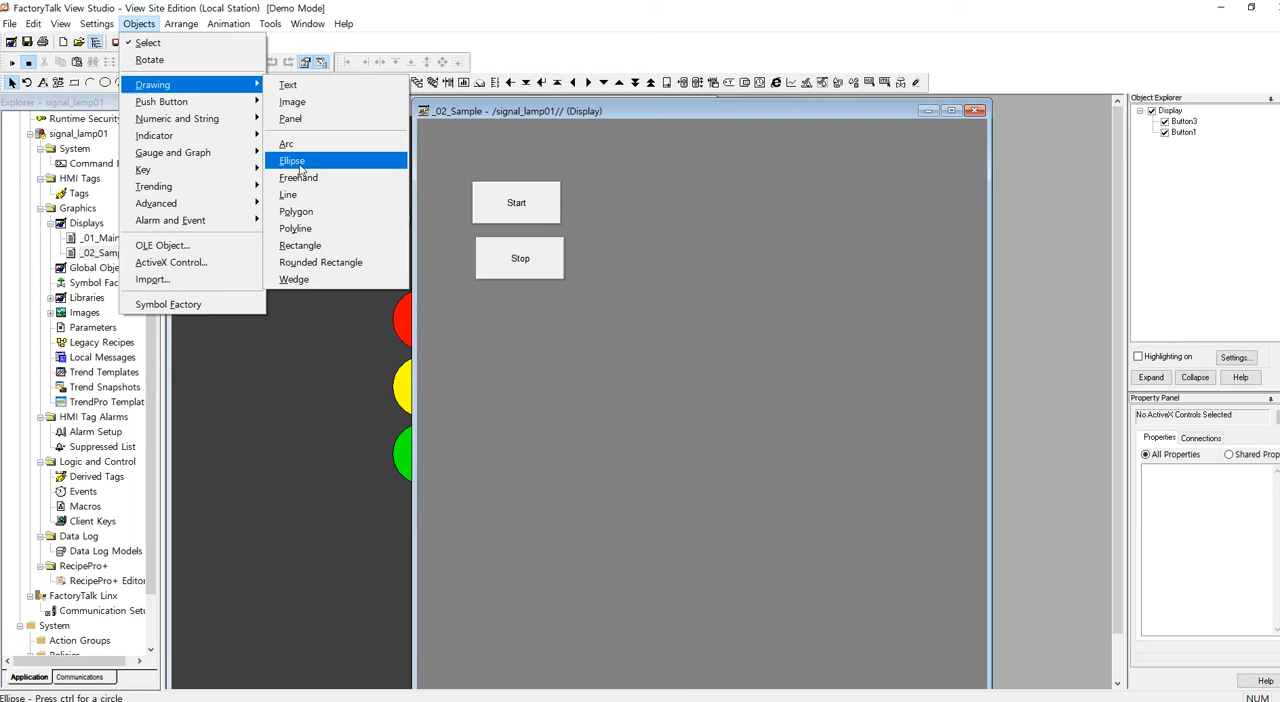 FactoryTalk View Studio - View Site Edition (Local Station) [Demo Mode]
File Edit View Settings Objects Arrange Animation Tools Window Help
Select
Rotate
Drawing
Push Button
Numeric and String
Indicator
Gauge and Graph
Key
Trending
Advanced
Alarm and Event
OLE Object...
ActiveX Control...
Import...
Symbol Factory
Text
Image
Panel
Arc
Ellipse
Freehand
Line
Polygon
Polyline
Rectangle
Rounded Rectangle
Wedge
Explorer - signal_lamp01
Runtime Security
signal_lamp01
System
Command L
HMI Tags
Tags
Graphics
Displays
_01_Main
_02_Samp
Global Obje
Symbol Fac
Libraries
Images
Parameters
Legacy Recipes
Local Messages
Trend Templates
Trend Snapshots
TrendPro Templat
HMI Tag Alarms
Alarm Setup
Suppressed List
Logic and Control
Derived Tags
Events
Macros
Client Keys
Data Log
Data Log Models
RecipePro+
RecipePro+ Editor
FactoryTalk Linx
Communication Setu
System
Action Groups
Application Communications
_02_Sample - /signal_lamp01// (Display)
Start
Stop
Object Explorer
Display
Button3
Button1
Highlighting on Settings...
Expand Collapse Help
Property Panel
No ActiveX Controls Selected
Properties Connections
All Properties Shared Prop
Help
Ellipse - Press ctrl for a circle
NUM